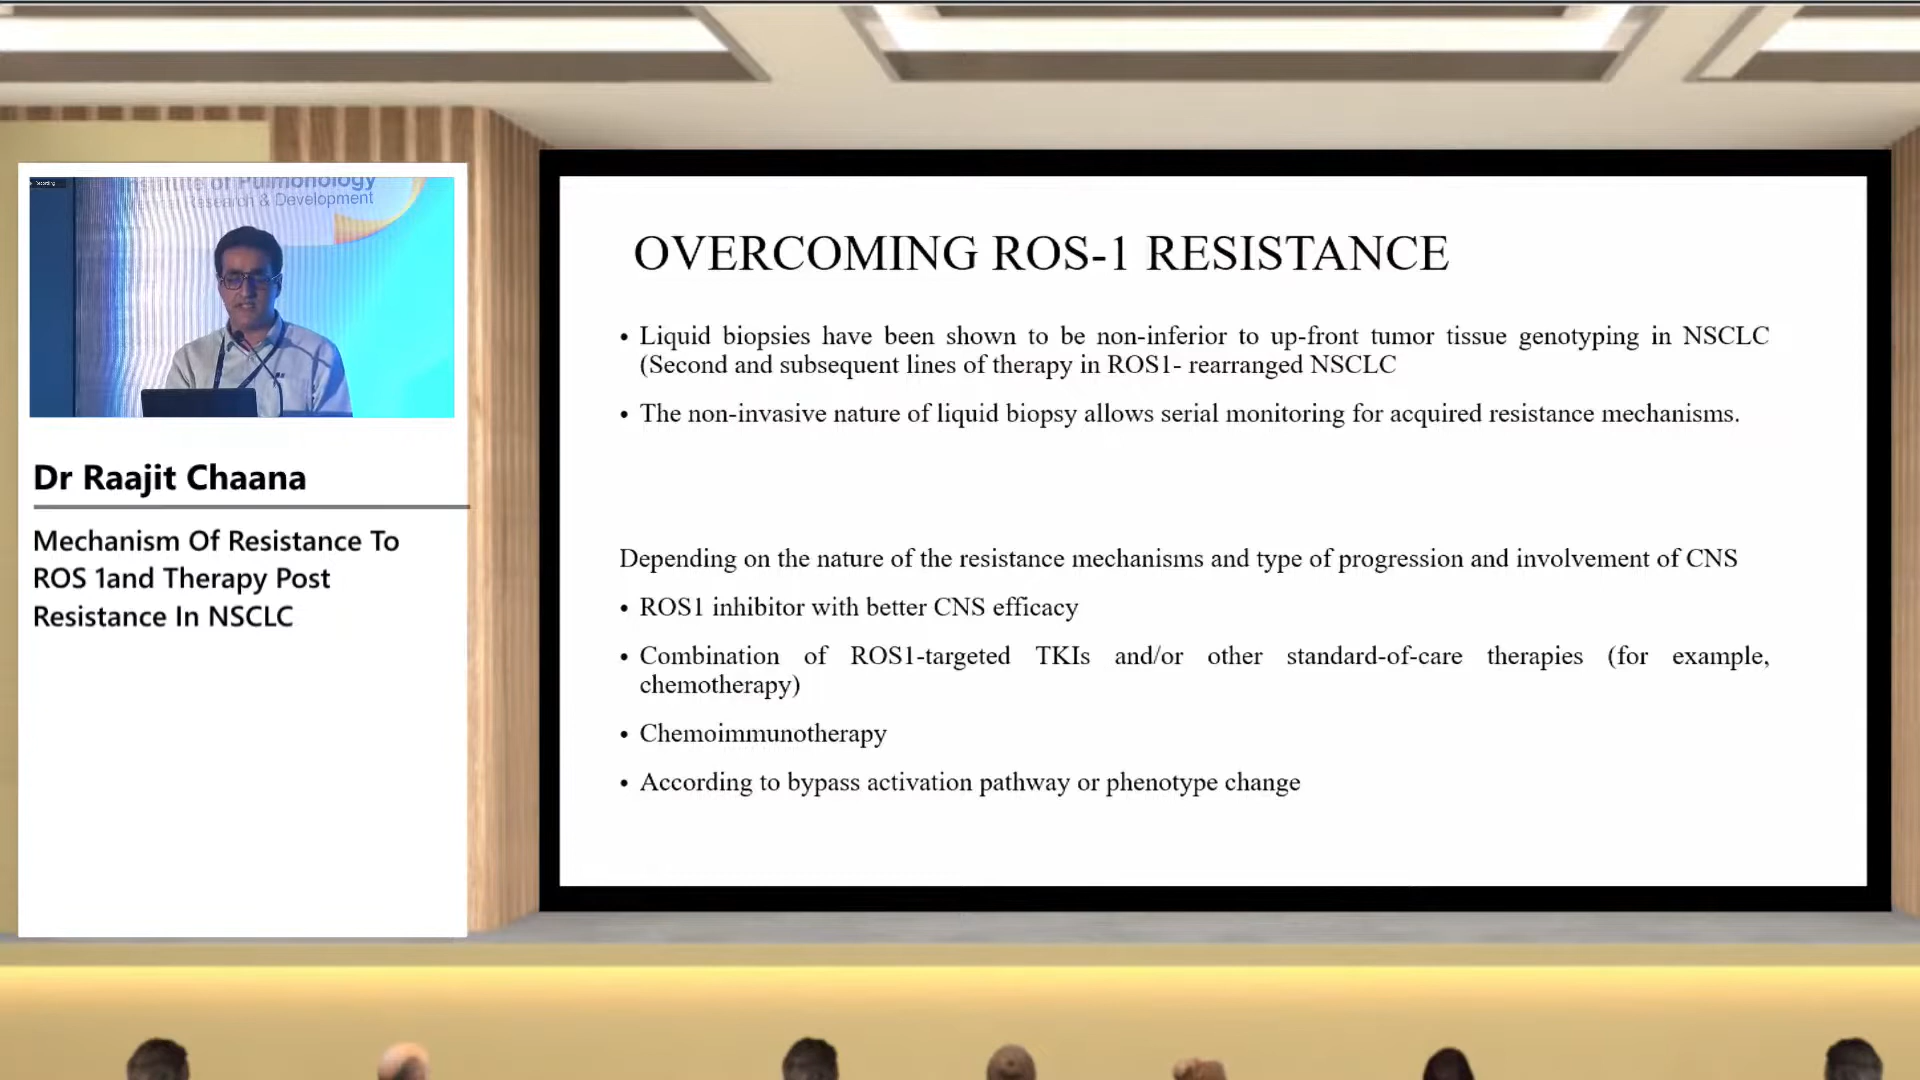 Recording
Institute of Pulmonology
Research & Development
Dr Raajit Chaana
Mechanism Of Resistance To
ROS 1and Therapy Post
Resistance In NSCLC
OVERCOMING ROS-1 RESISTANCE
• Liquid biopsies have been shown to be non-inferior to up-front tumor tissue genotyping in NSCLC
(Second and subsequent lines of therapy in ROS1- rearranged NSCLC
• The non-invasive nature of liquid biopsy allows serial monitoring for acquired resistance mechanisms.
Depending on the nature of the resistance mechanisms and type of progression and involvement of CNS
• ROS1 inhibitor with better CNS efficacy
• Combination of ROS1-targeted TKIs and/or other standard-of-care therapies (for example,
chemotherapy)
• Chemoimmunotherapy
• According to bypass activation pathway or phenotype change